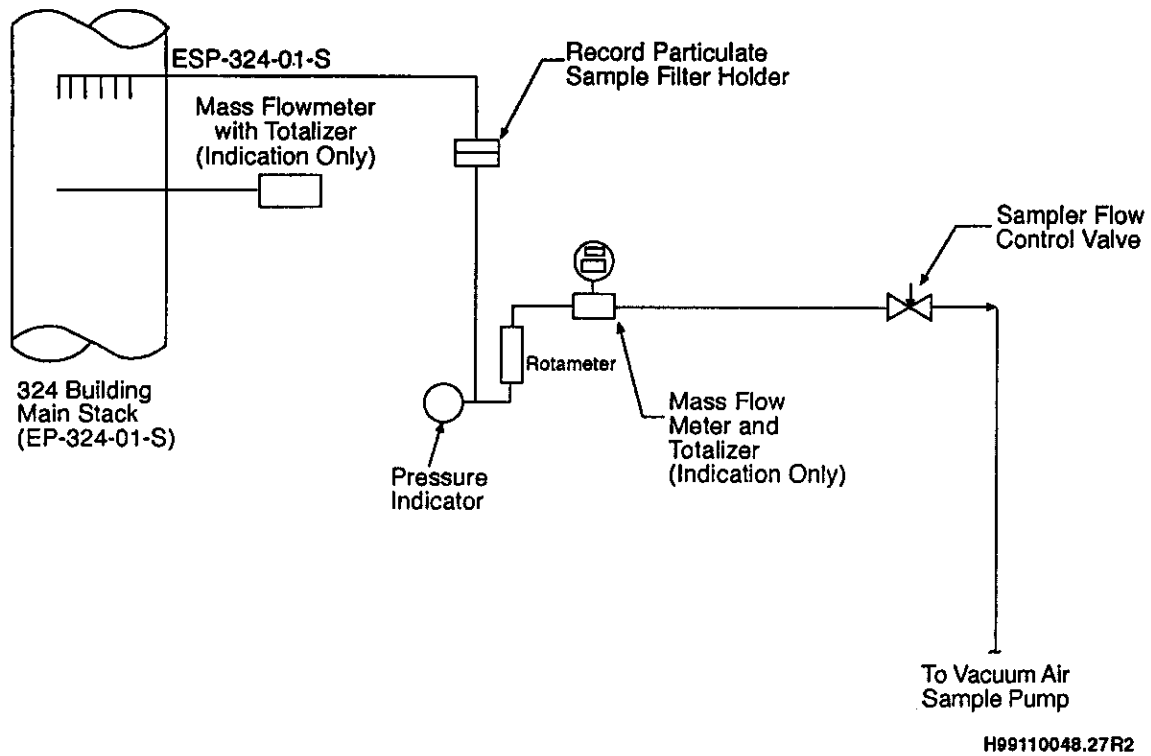 ESP-324-01-S
Mass Flowmeter
with Totalizer
(Indication Only)
Record Particulate
Sample Filter Holder
Sampler Flow
Control Valve
Rotameter
324 Building
Main Stack
(EP-324-01-S)
Pressure
Indicator
Mass Flow
Meter and
Totalizer
(Indication Only)
To Vacuum Air
Sample Pump
H99110048.27R2